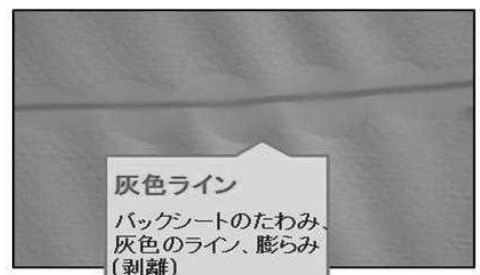 灰色ライン
バックシートのたわみ、
灰色のライン、膨らみ
(剥離)